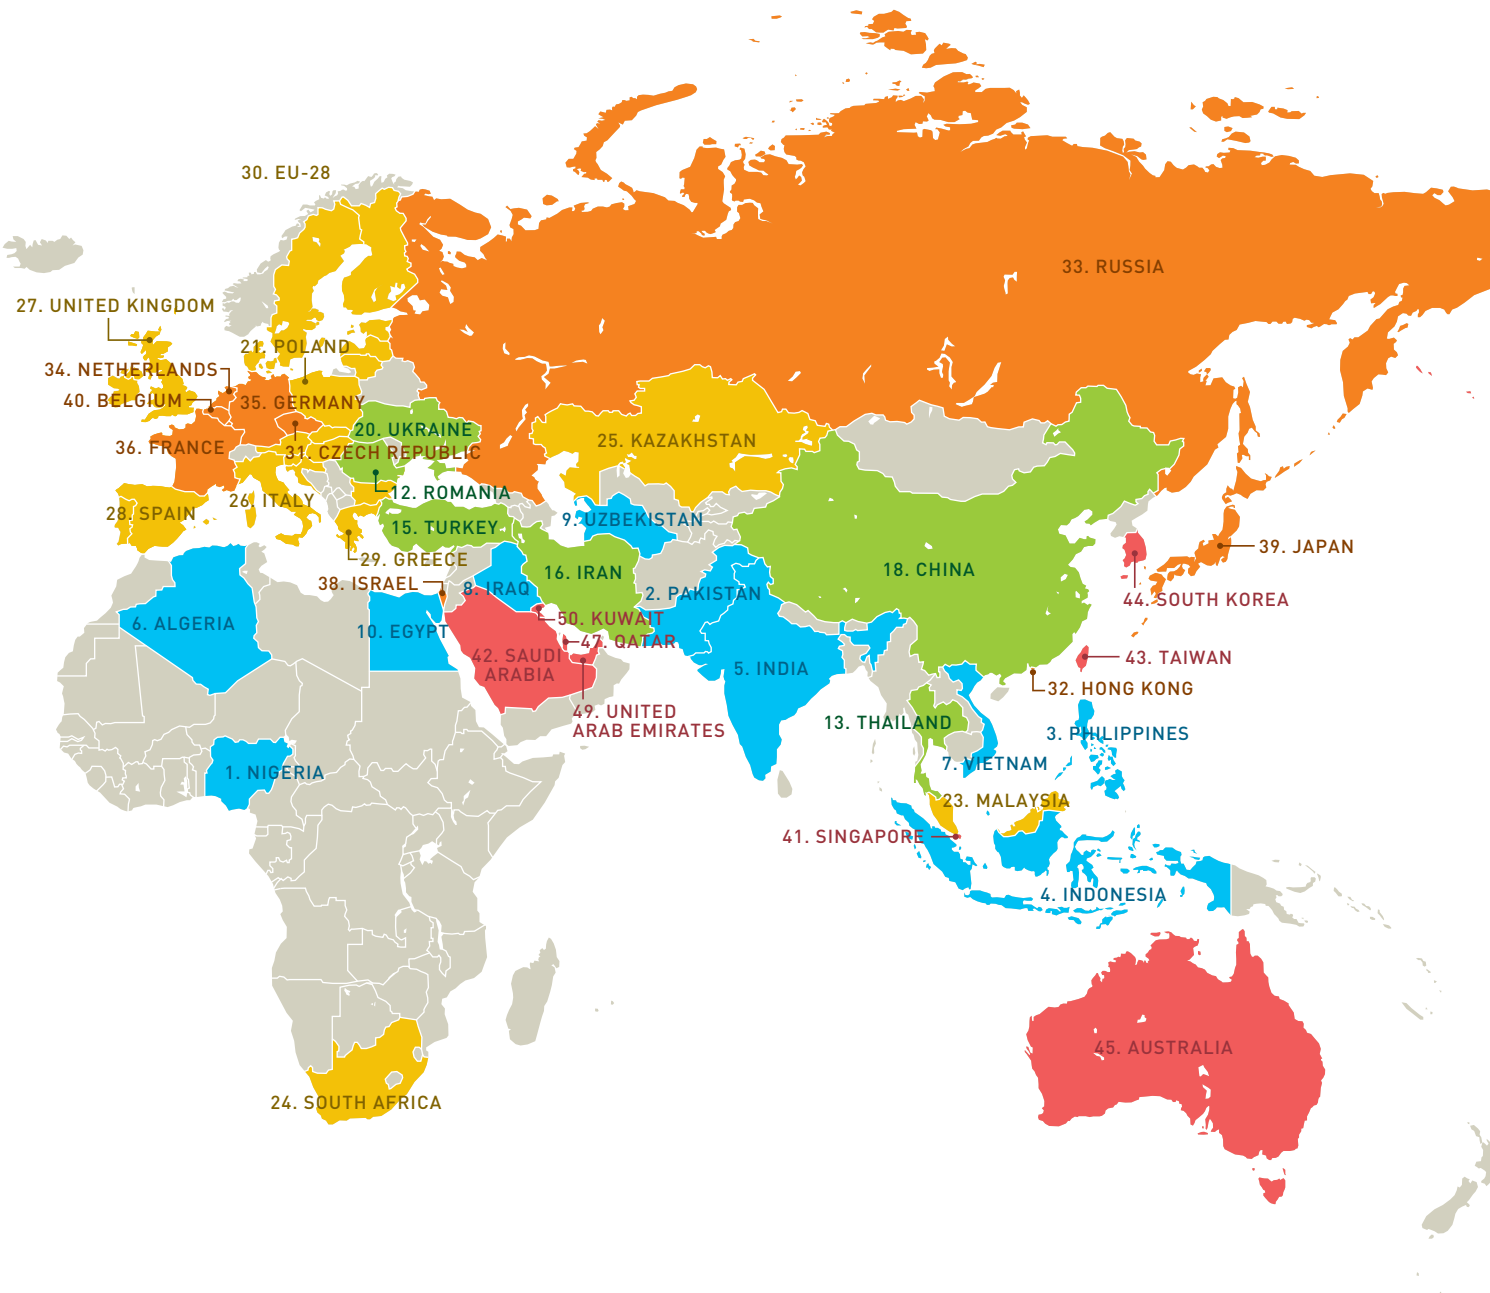 30. EU-28
33. RUSSIA
27. UNITED KINGDOM
21. POLAND
34. NETHERLANDS
40. BELGIUM
35. GERMANY
20. UKRAINE
36. FRANCE
31. CZECH REPUBLIC
25. KAZAKHSTAN
12. ROMANIA
26. ITALY
28. SPAIN
9. UZBEKISTAN
15. TURKEY
39. JAPAN
29. GREECE
16. IRAN
18. CHINA
38. ISRAEL
8. IRAQ
2. PAKISTAN
44. SOUTH KOREA
50. KUWAIT
6. ALGERIA
10. EGYPT
47. QATAR
42. SAUDI
ARABIA
43. TAIWAN
5. INDIA
32. HONG KONG
49. UNITED
ARAB EMIRATES
13. THAILAND
3. PHILIPPINES
7. VIETNAM
1. NIGERIA
23. MALAYSIA
41. SINGAPORE
4. INDONESIA
45. AUSTRALIA
24. SOUTH AFRICA